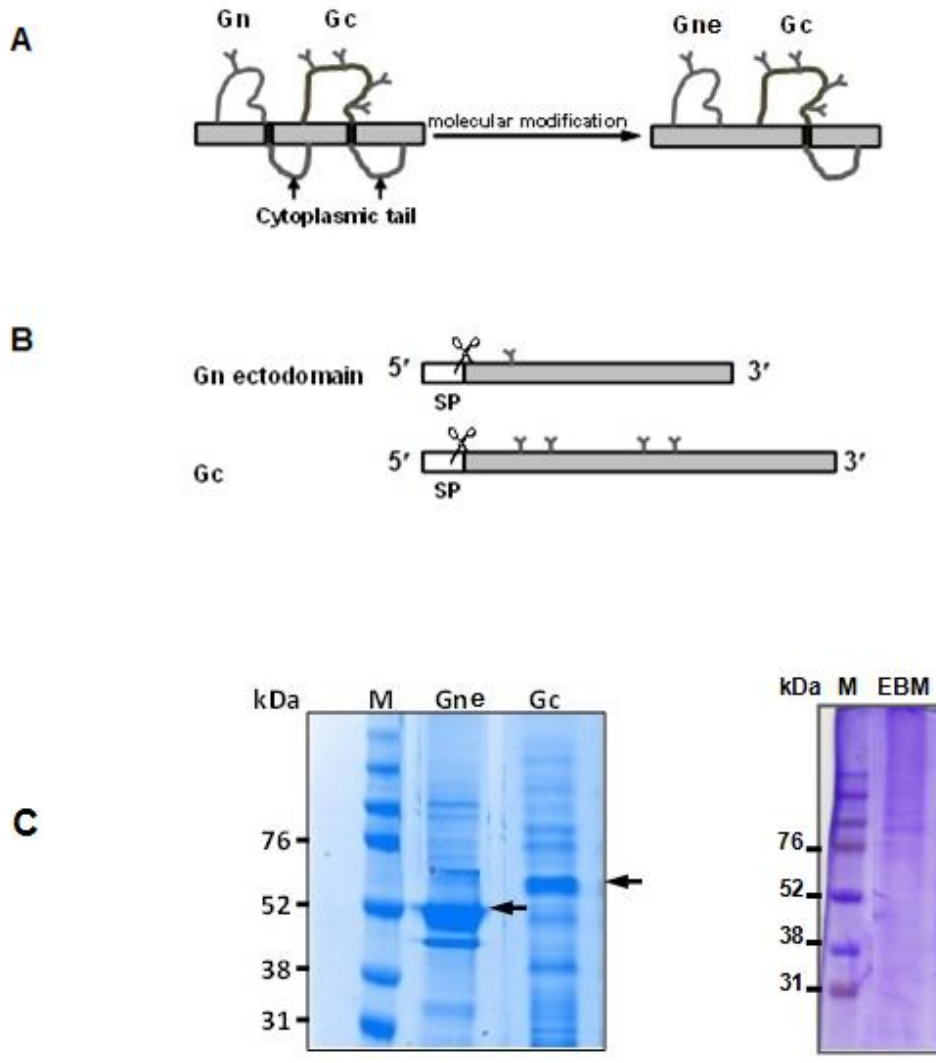 A
Gn Gc
Gne Gc
molecular modification
Cytoplasmic tail
B
Gn ectodomain 5′ 3′
SP
Gc 5′ 3′
SP
C
kDa M Gne Gc
76
52
38
31
kDa M EBM
76
52
38
31